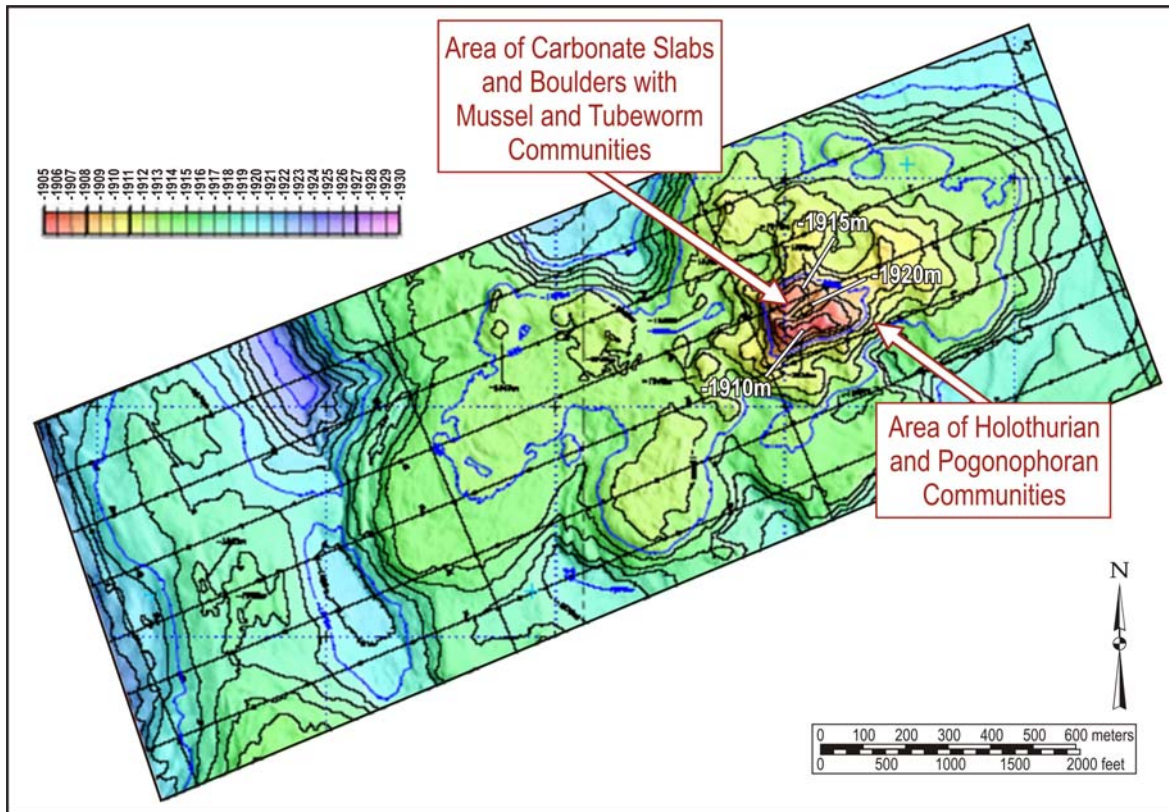 Area of Carbonate Slabs
and Boulders with
Mussel and Tubeworm
Communities
-1905
-1906
-1907
-1908
-1909
-1910
-1911
-1912
-1913
-1914
-1915
-1916
-1917
-1918
-1919
-1920
-1921
-1922
-1923
-1924
-1925
-1926
-1927
-1928
-1929
-1930
-1915m
-1920m
-1910m
Area of Holothurian
and Pogonophoran
Communities
N
0 100 200 300 400 500 600 meters
0 500 1000 1500 2000 feet